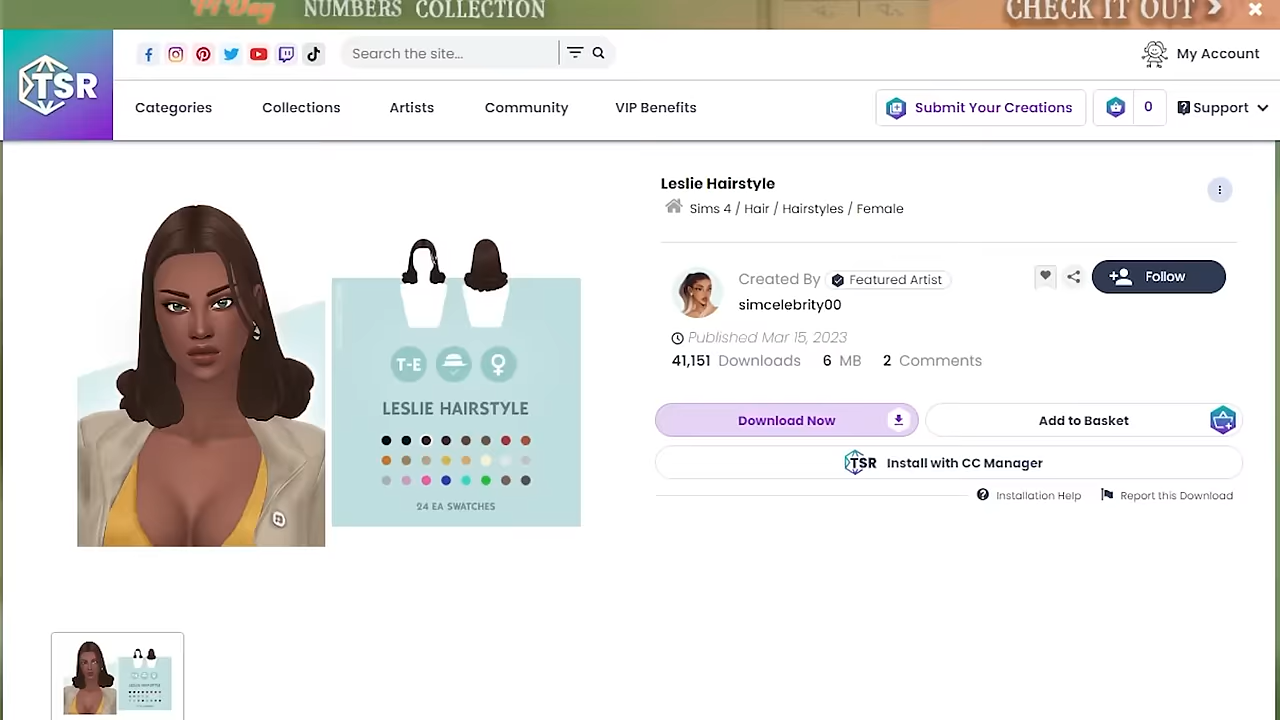 Pi Day NUMBERS COLLECTION
CHECK IT OUT
TSR
Search the site...
My Account
Categories
Collections
Artists
Community
VIP Benefits
Submit Your Creations
0
Support
Leslie Hairstyle
Sims 4 / Hair / Hairstyles / Female
Created By
Featured Artist
simcelebrity00
Follow
Published Mar 15, 2023
41,151 Downloads 6 MB 2 Comments
Download Now
Add to Basket
TSR Install with CC Manager
Installation Help
Report this Download
T-E
LESLIE HAIRSTYLE
24 EA SWATCHES